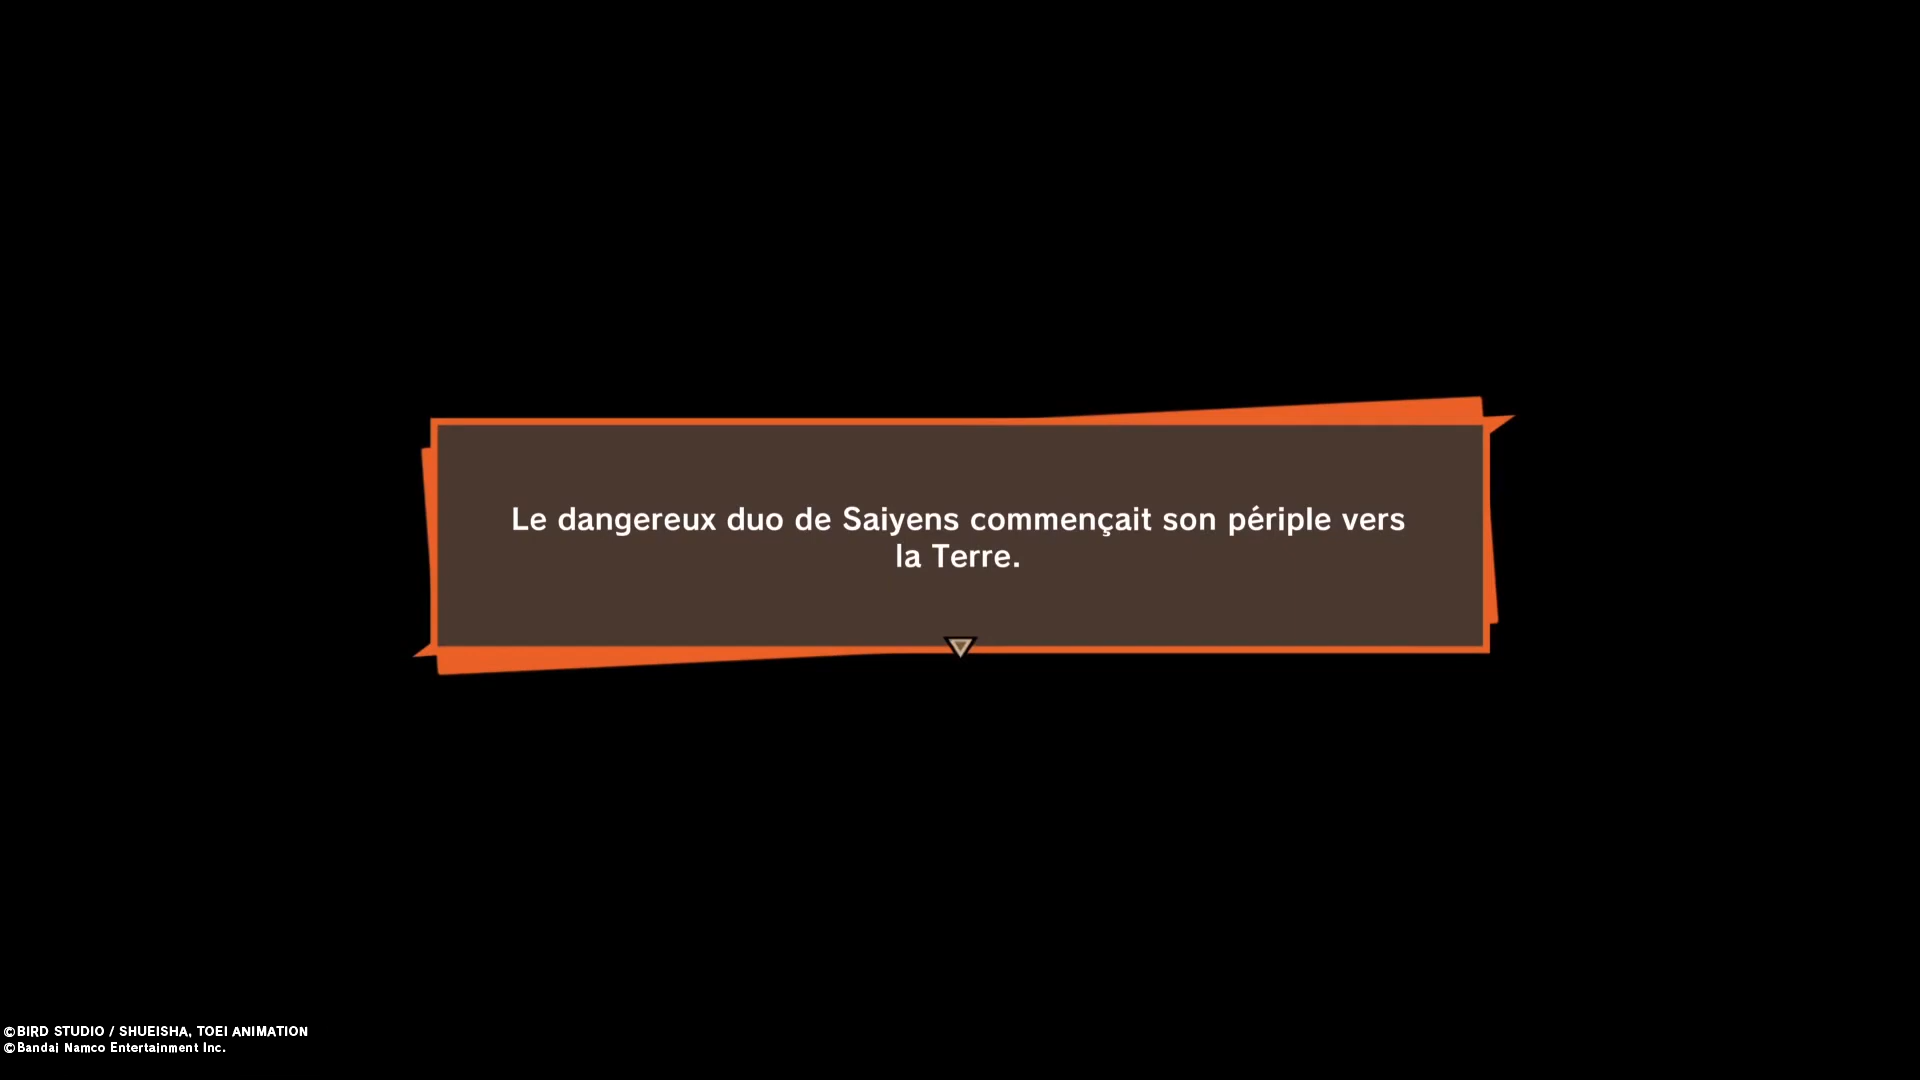 Le dangereux duo de Saiyens commençait son périple vers
la Terre.
©BIRD STUDIO / SHUEISHA, TOEI ANIMATION
©Bandai Namco Entertainment Inc.